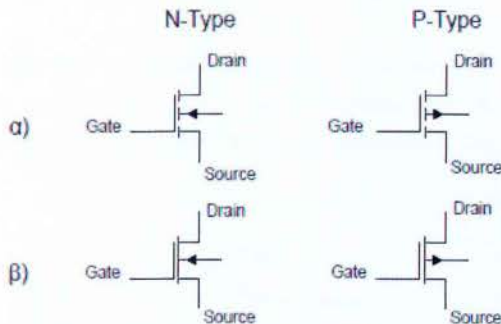 N-Type P-Type
Drain Drain
α) Gate Gate
Source Source
Drain Drain
β) Gate Gate
Source Source